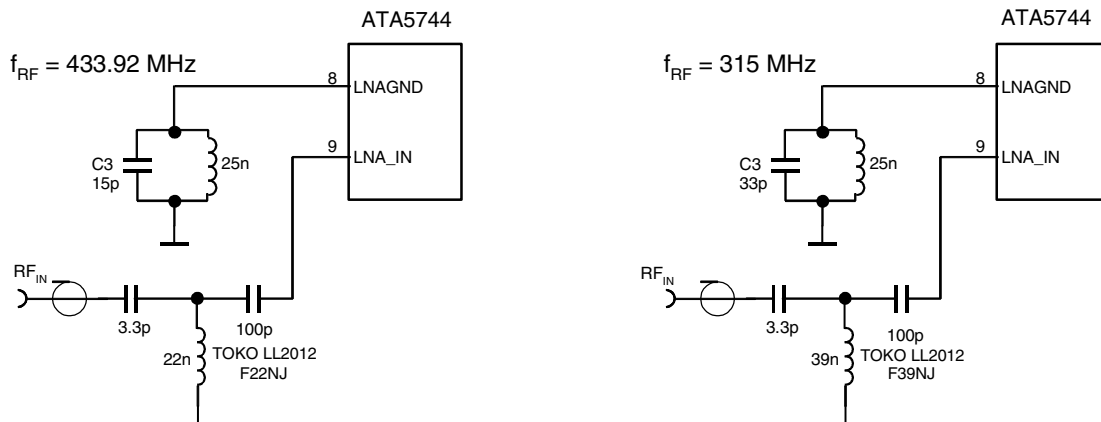 ATA5744
f_RF = 433.92 MHz
8
LNAGND
9
LNA_IN
C3
15p
25n
RF_IN
3.3p
100p
22n
TOKO LL2012
F22NJ
ATA5744
f_RF = 315 MHz
8
LNAGND
9
LNA_IN
C3
33p
25n
RF_IN
3.3p
100p
39n
TOKO LL2012
F39NJ